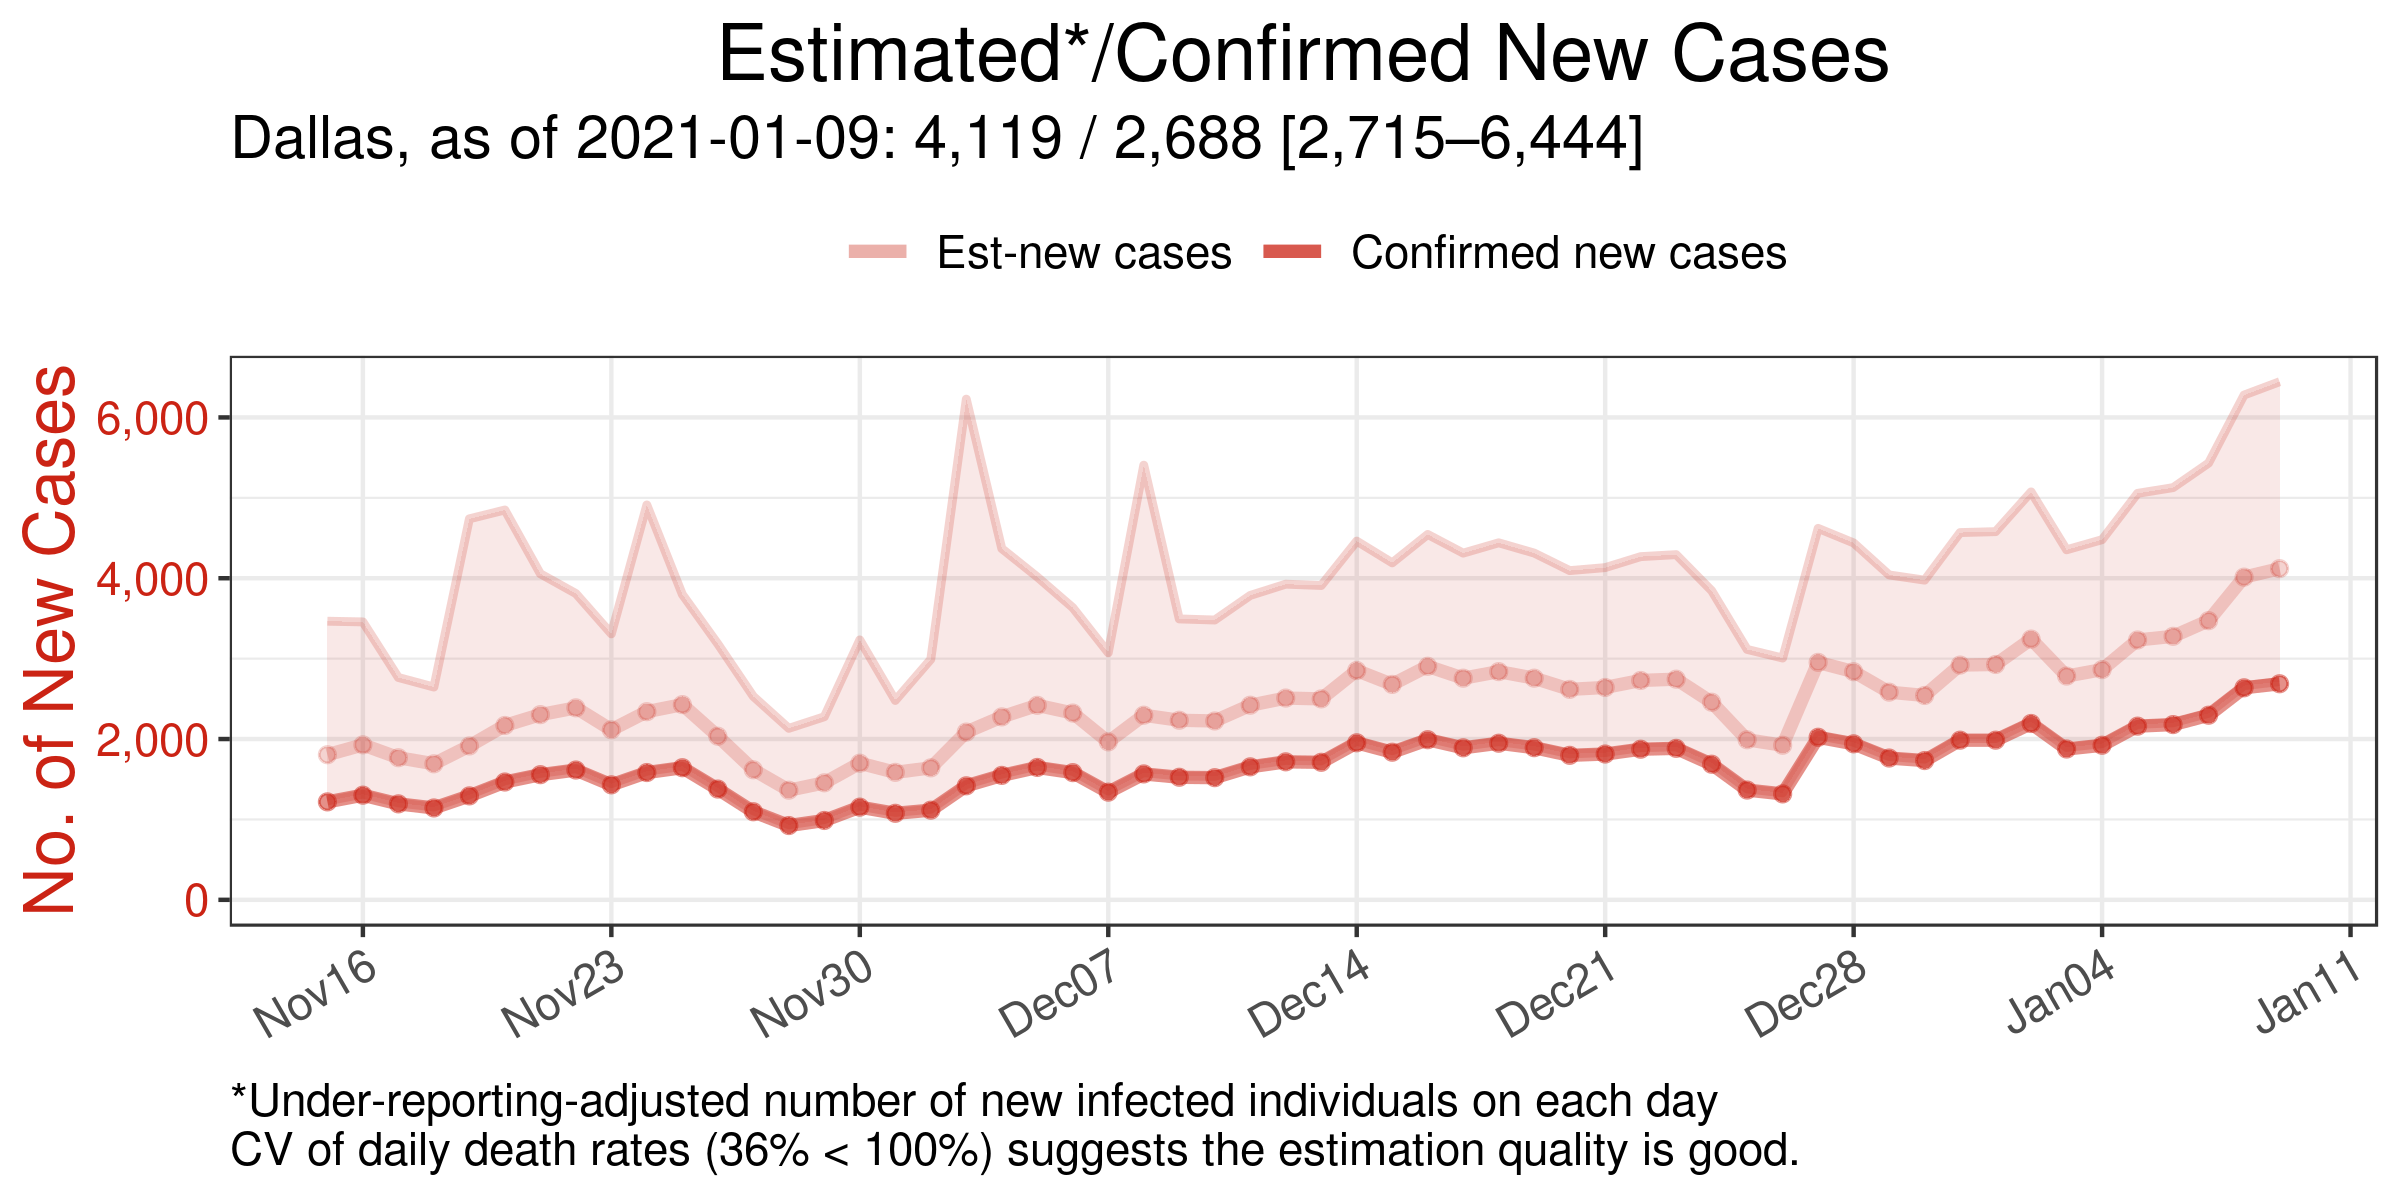 Estimated*/Confirmed New Cases
Dallas, as of 2021-01-09: 4,119 / 2,688 [2,715–6,444]
Est-new cases Confirmed new cases
No. of New Cases
6,000
4,000
2,000
0
Nov16 Nov23 Nov30 Dec07 Dec14 Dec21 Dec28 Jan04 Jan11
*Under-reporting-adjusted number of new infected individuals on each day
CV of daily death rates (36% < 100%) suggests the estimation quality is good.